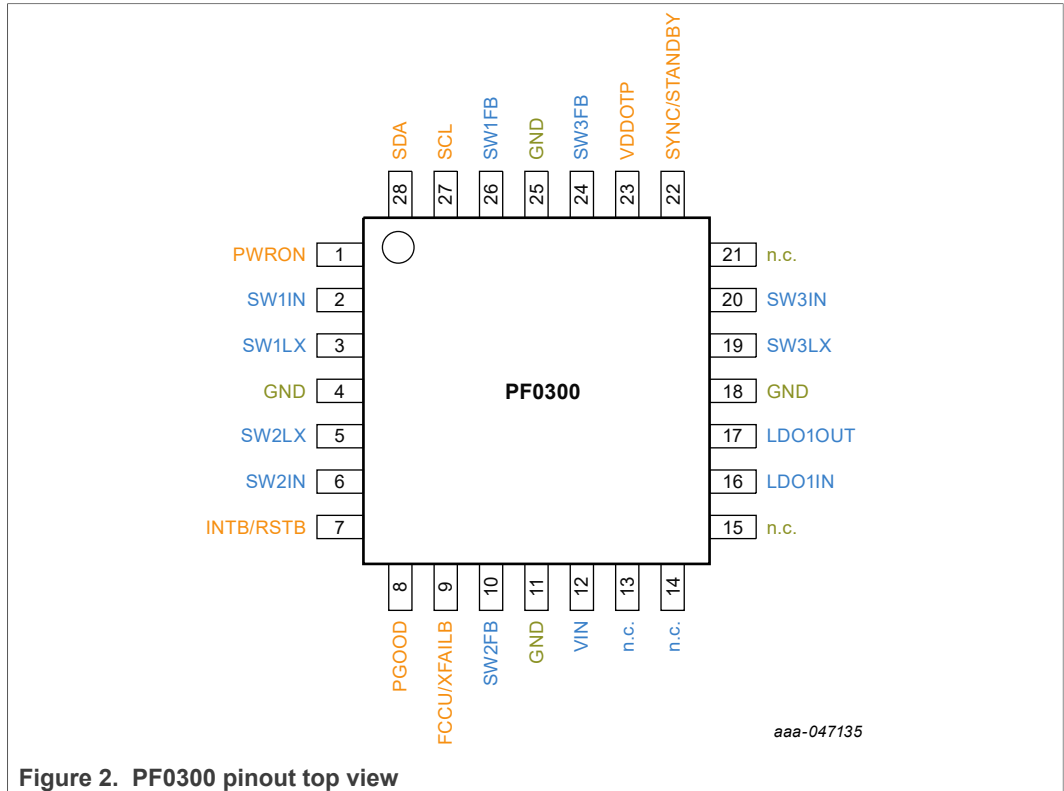 SDA
SCL
SW1FB
GND
SW3FB
VDDOTP
SYNC/STANDBY
28
27
26
25
24
23
22
PWRON 1
SW1IN 2
SW1LX 3
GND 4
SW2LX 5
SW2IN 6
INTB/RSTB 7
PF0300
21 n.c.
20 SW3IN
19 SW3LX
18 GND
17 LDO1OUT
16 LDO1IN
15 n.c.
8
9
10
11
12
13
14
PGOOD
FCCU/XFAILB
SW2FB
GND
VIN
n.c.
n.c.
aaa-047135
Figure 2. PF0300 pinout top view